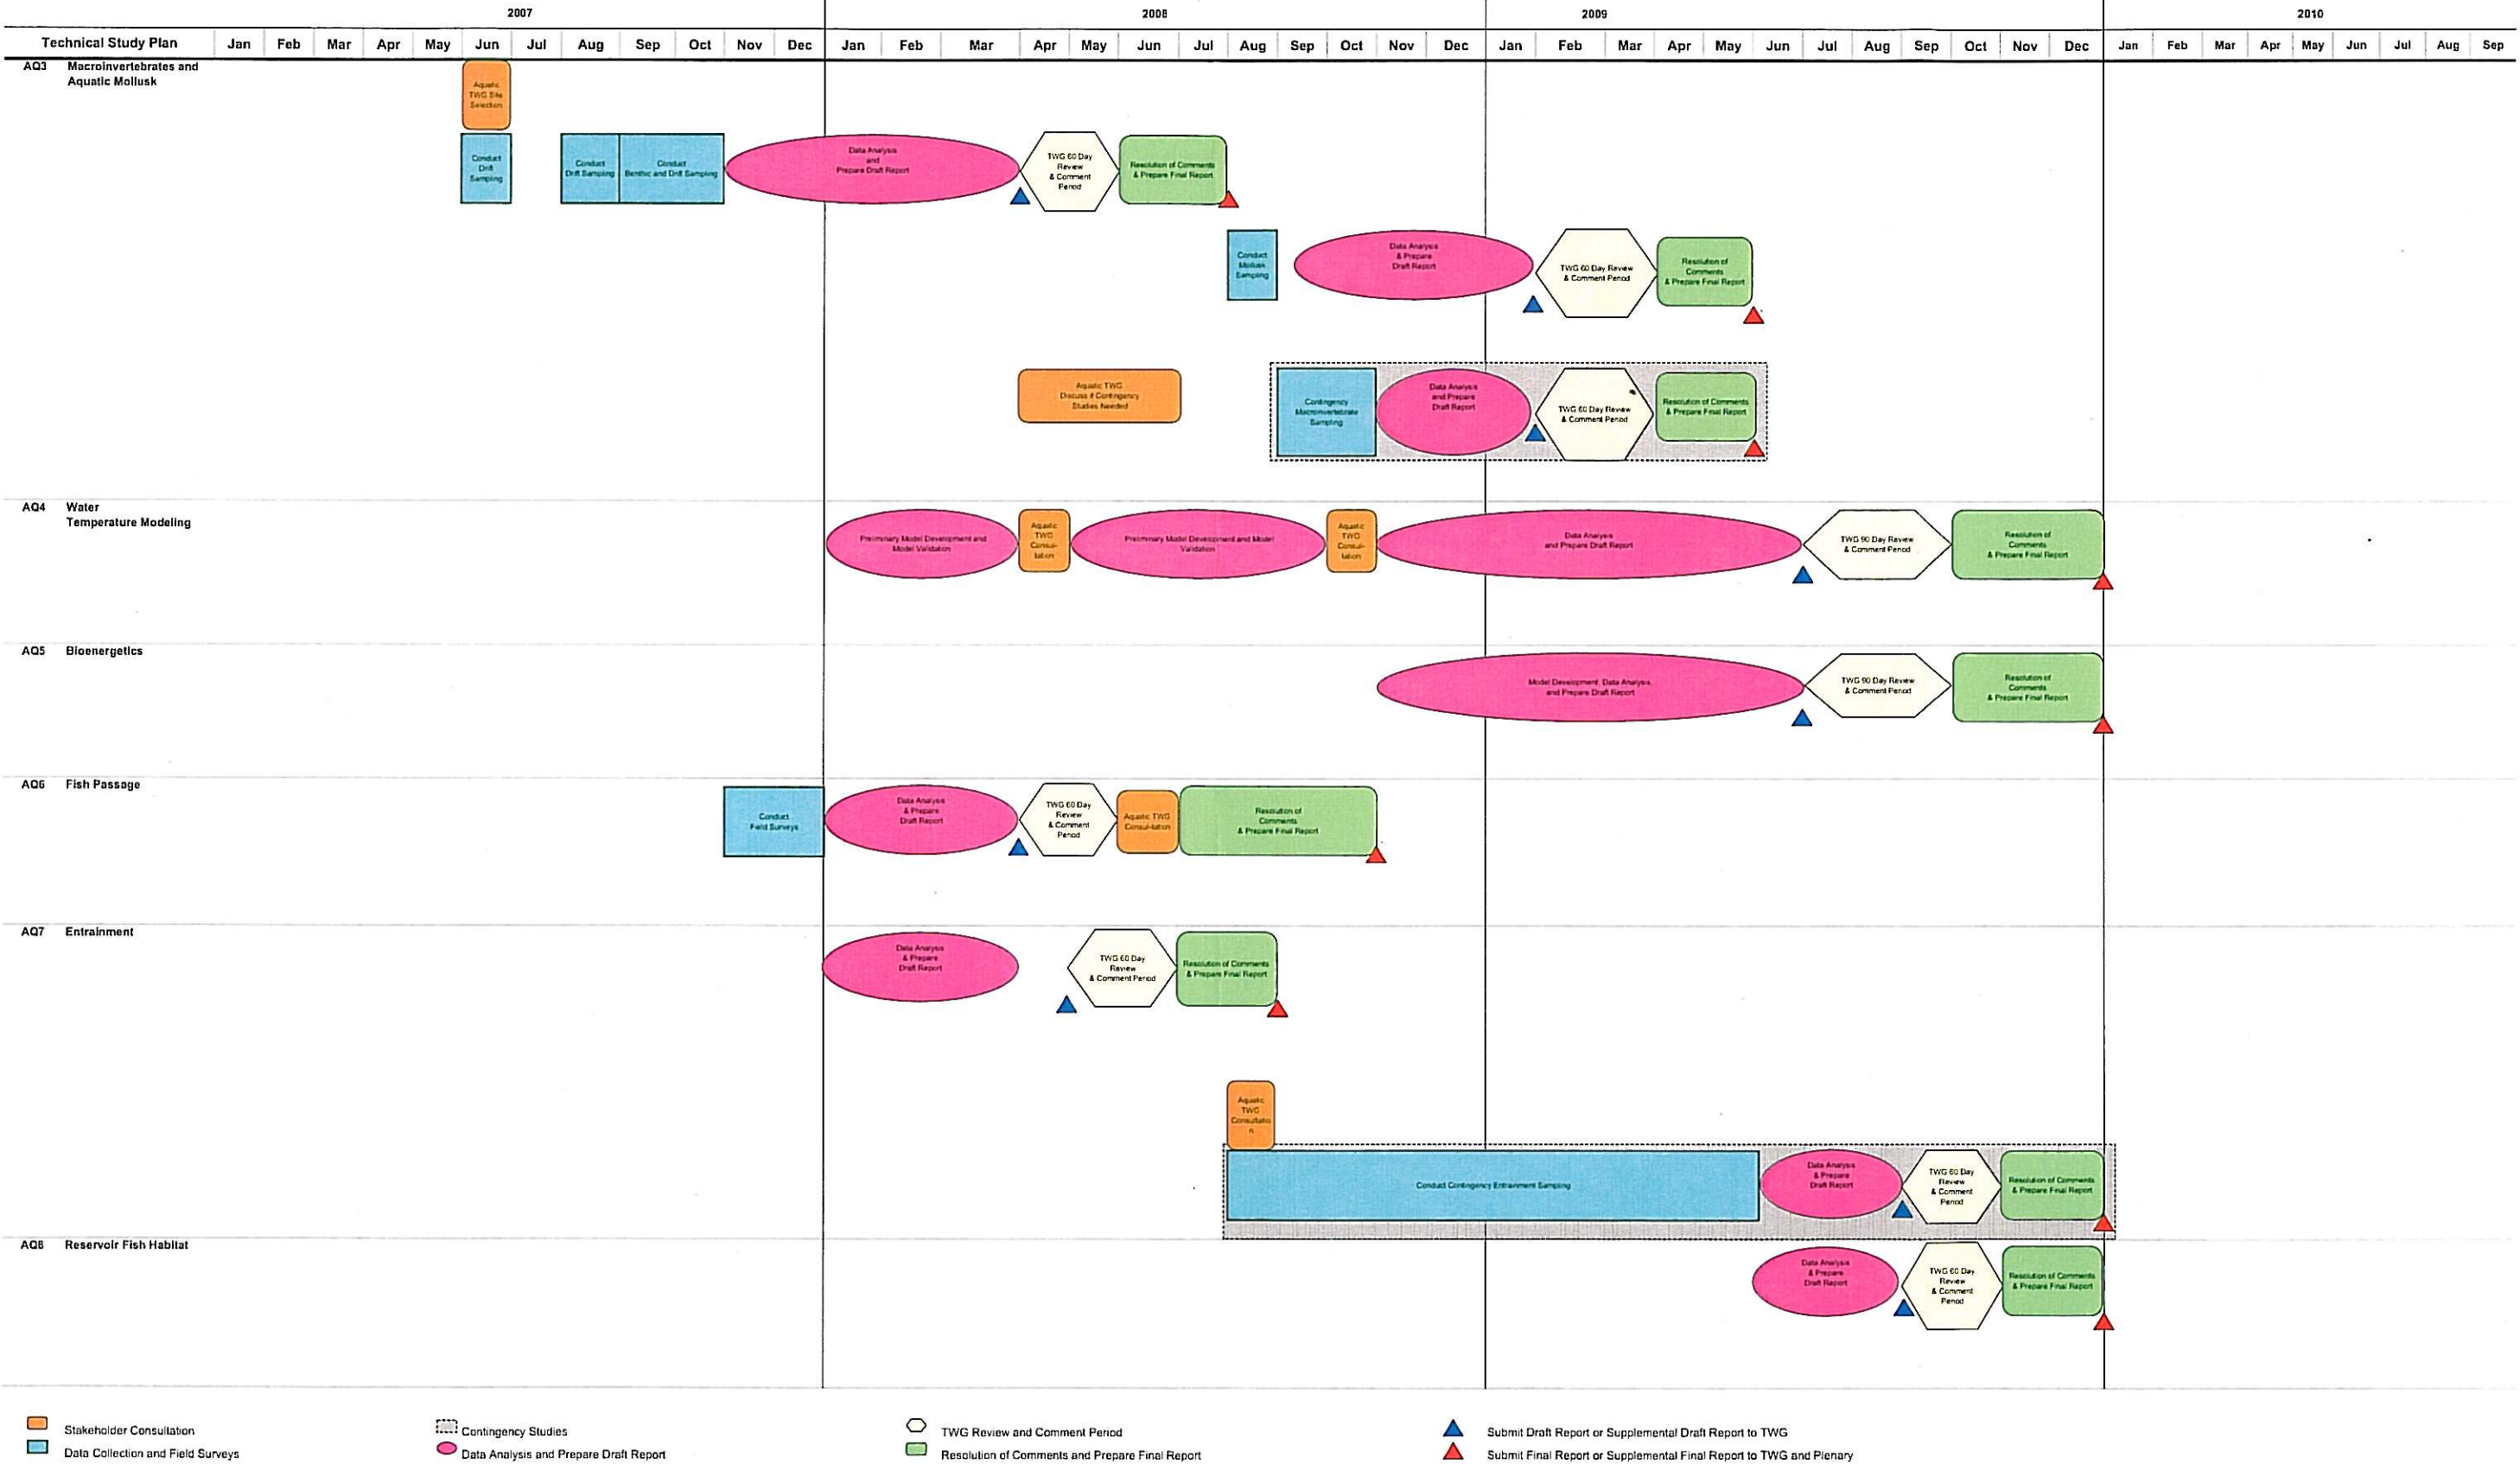 2007 2008 2009 2010
Technical Study Plan Jan Feb Mar Apr May Jun Jul Aug Sep Oct Nov Dec Jan Feb Mar Apr May Jun Jul Aug Sep Oct Nov Dec Jan Feb Mar Apr May Jun Jul Aug Sep Oct Nov Dec Jan Feb Mar Apr May Jun Jul Aug Sep
AQ3 Macroinvertebrates and
Aquatic Mollusk
Aquatic
TWG Site
Selection
Conduct
Drift
Sampling
Conduct
Drift Sampling
Conduct
Benthic and Drift Sampling
Data Analysis
and
Prepare Draft Report
TWG 60 Day
Review
& Comment
Period
Resolution of Comments
& Prepare Final Report
Conduct
Mollusk
Sampling
Data Analysis
& Prepare
Draft Report
TWG 60 Day Review
& Comment Period
Resolution of
Comments
& Prepare Final Report
Aquatic TWG
Discuss if Contingency
Studies Needed
Contingency
Macroinvertebrate
Sampling
Data Analysis
and Prepare
Draft Report
TWG 60 Day Review
& Comment Period
Resolution of Comments
& Prepare Final Report
AQ4 Water
Temperature Modeling
Preliminary Model Development and
Model Validation
Aquatic
TWG
Consul-
tation
Preliminary Model Development and Model
Validation
Aquatic
TWG
Consul-
tation
Data Analysis
and Prepare Draft Report
TWG 90 Day Review
& Comment Period
Resolution of
Comments
& Prepare Final Report
AQ5 Bioenergetics
Model Development, Data Analysis,
and Prepare Draft Report
TWG 90 Day Review
& Comment Period
Resolution of
Comments
& Prepare Final Report
AQ6 Fish Passage
Conduct
Field Surveys
Data Analysis
& Prepare
Draft Report
TWG 60 Day
Review
& Comment
Period
Aquatic TWG
Consul-tation
Resolution of
Comments
& Prepare Final Report
AQ7 Entrainment
Data Analysis
& Prepare
Draft Report
TWG 60 Day
Review
& Comment Period
Resolution of Comments
& Prepare Final Report
Aquatic
TWG
Consultatio
n
Conduct Contingency Entrainment Sampling
Data Analysis
& Prepare
Draft Report
TWG 60 Day
Review
& Comment
Period
Resolution of Comments
& Prepare Final Report
AQ8 Reservoir Fish Habitat
Data Analysis
& Prepare
Draft Report
TWG 60 Day
Review
& Comment
Period
Resolution of Comments
& Prepare Final Report
Stakeholder Consultation
Data Collection and Field Surveys
Contingency Studies
Data Analysis and Prepare Draft Report
TWG Review and Comment Period
Resolution of Comments and Prepare Final Report
Submit Draft Report or Supplemental Draft Report to TWG
Submit Final Report or Supplemental Final Report to TWG and Plenary